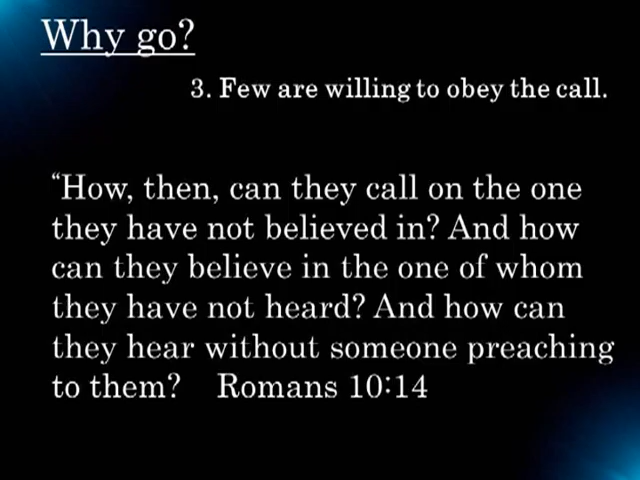 Why go?
3. Few are willing to obey the call.
“How, then, can they call on the one
they have not believed in? And how
can they believe in the one of whom
they have not heard? And how can
they hear without someone preaching
to them? Romans 10:14